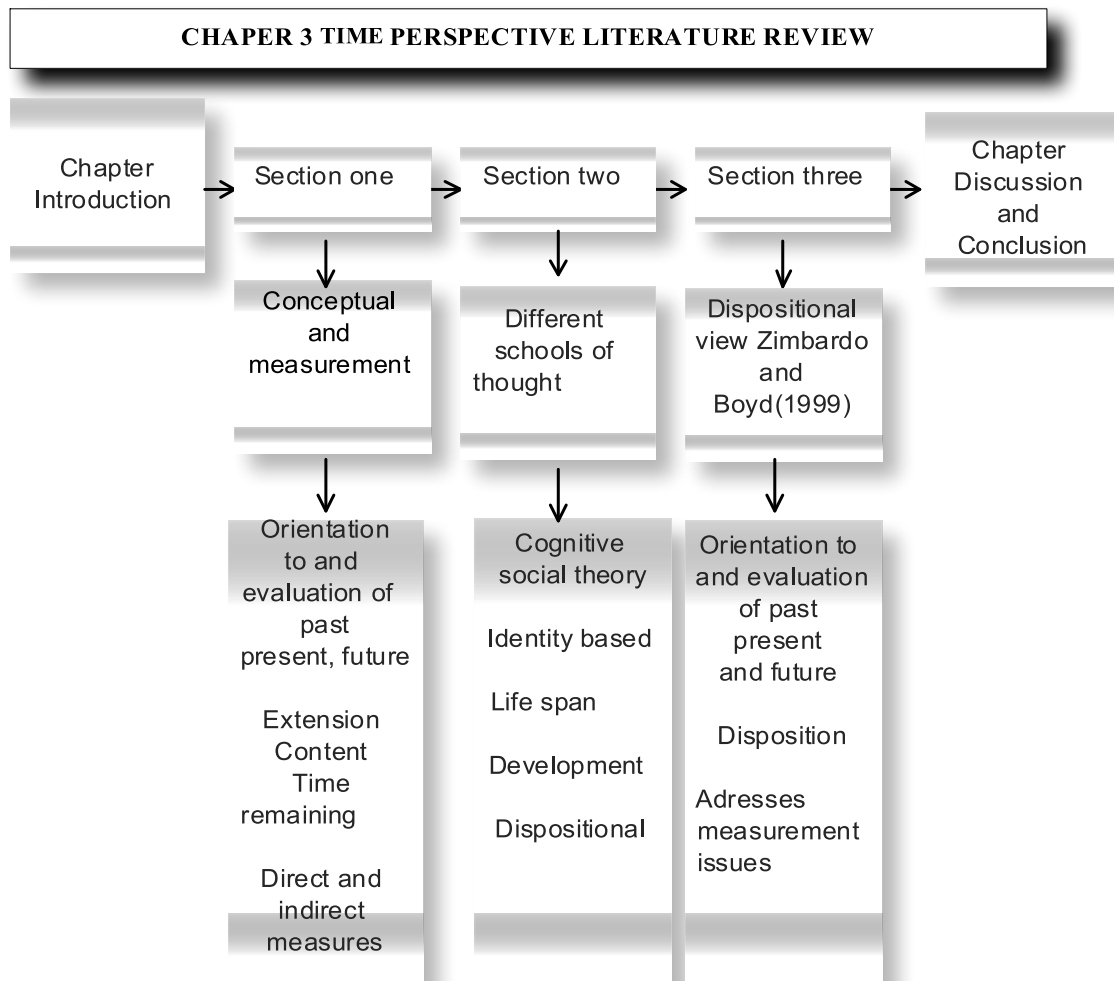 CHAPER 3 TIME PERSPECTIVE LITERATURE REVIEW
Chapter
Introduction
Section one
Section two
Section three
Chapter
Discussion
and
Conclusion
Conceptual
and
measurement
Different
schools of
thought
Dispositional
view Zimbardo
and
Boyd(1999)
Orientation
to and
evaluation of
past
present, future
Extension
Content
Time
remaining
Direct and
indirect
measures
Cognitive
social theory
Identity based
Life span
Development
Dispositional
Orientation to
and evaluation
of past
present
and future
Disposition
Adresses
measurement
issues